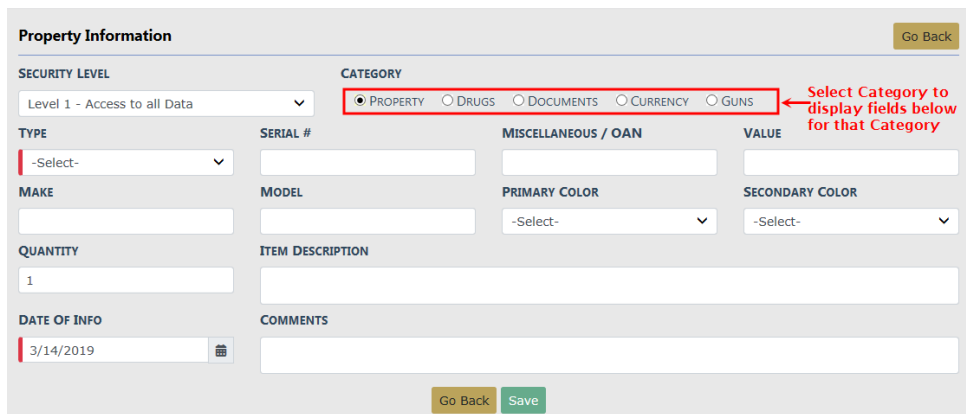 Property Information
Go Back
SECURITY LEVEL
CATEGORY
Level 1 - Access to all Data
PROPERTY DRUGS DOCUMENTS CURRENCY GUNS
Select Category to
display fields below
for that Category
TYPE SERIAL # MISCELLANEOUS / OAN VALUE
-Select-
MAKE MODEL PRIMARY COLOR SECONDARY COLOR
-Select- -Select-
QUANTITY ITEM DESCRIPTION
1
DATE OF INFO COMMENTS
3/14/2019
Go Back Save